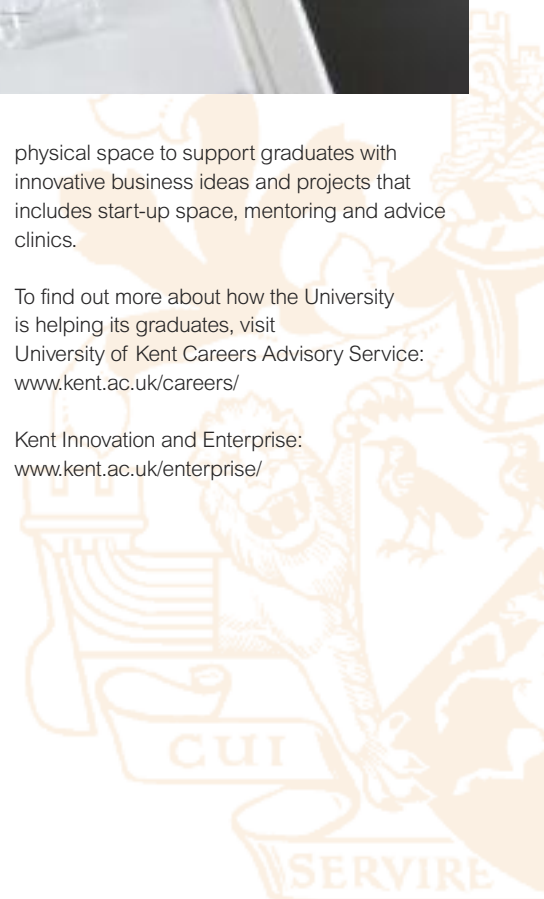 physical space to support graduates with
innovative business ideas and projects that
includes start-up space, mentoring and advice
clinics.
To find out more about how the University
is helping its graduates, visit
University of Kent Careers Advisory Service:
www.kent.ac.uk/careers/
Kent Innovation and Enterprise:
www.kent.ac.uk/enterprise/
CUI
SERVIRE